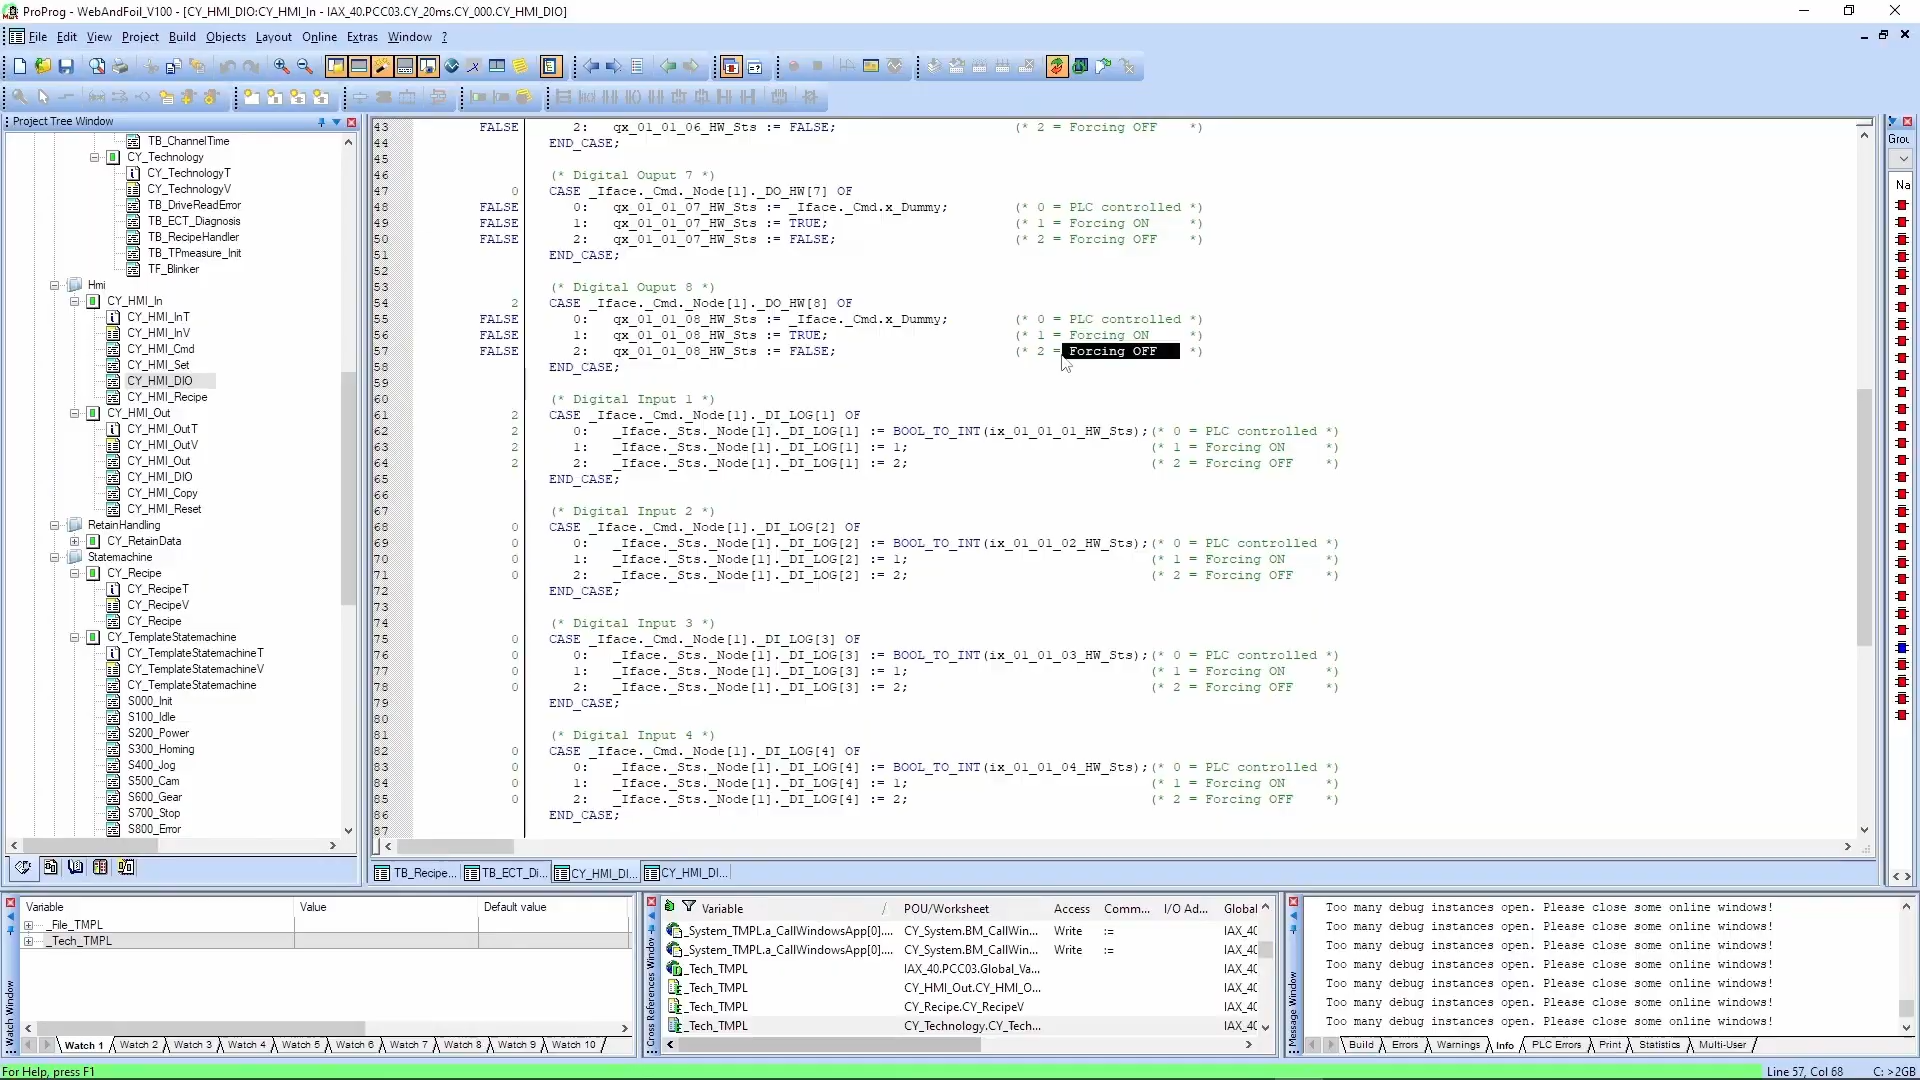 ProProg - WebAndFoil_V100 - [CY_HMI_DIO:CY_HMI_In - IAX_40.PCC03.CY_20ms.CY_000.CY_HMI_DIO]
File Edit View Project Build Objects Layout Online Extras Window ?
Project Tree Window
TB_ChannelTime
CY_Technology
CY_TechnologyT
CY_TechnologyV
TB_DriveReadError
TB_ECT_Diagnosis
TB_RecipeHandler
TB_TPmeasure_Init
TF_Blinker
Hmi
CY_HMI_In
CY_HMI_InT
CY_HMI_InV
CY_HMI_Cmd
CY_HMI_Set
CY_HMI_DIO
CY_HMI_Recipe
CY_HMI_Out
CY_HMI_OutT
CY_HMI_OutV
CY_HMI_Out
CY_HMI_DIO
CY_HMI_Copy
CY_HMI_Reset
RetainHandling
CY_RetainData
Statemachine
CY_Recipe
CY_RecipeT
CY_RecipeV
CY_Recipe
CY_TemplateStatemachine
CY_TemplateStatemachineT
CY_TemplateStatemachineV
CY_TemplateStatemachine
S000_Init
S100_Idle
S200_Power
S300_Homing
S400_Jog
S500_Cam
S600_Gear
S700_Stop
S800_Error
43 FALSE 2: qx_01_01_06_HW_Sts := FALSE; (* 2 = Forcing OFF *)
44 END_CASE;
45
46 (* Digital Ouput 7 *)
47 0 CASE _Iface._Cmd._Node[1]._DO_HW[7] OF
48 FALSE 0: qx_01_01_07_HW_Sts := _Iface._Cmd.x_Dummy; (* 0 = PLC controlled *)
49 FALSE 1: qx_01_01_07_HW_Sts := TRUE; (* 1 = Forcing ON *)
50 FALSE 2: qx_01_01_07_HW_Sts := FALSE; (* 2 = Forcing OFF *)
51 END_CASE;
52
53 (* Digital Ouput 8 *)
54 2 CASE _Iface._Cmd._Node[1]._DO_HW[8] OF
55 FALSE 0: qx_01_01_08_HW_Sts := _Iface._Cmd.x_Dummy; (* 0 = PLC controlled *)
56 FALSE 1: qx_01_01_08_HW_Sts := TRUE; (* 1 = Forcing ON *)
57 FALSE 2: qx_01_01_08_HW_Sts := FALSE; (* 2 = Forcing OFF *)
58 END_CASE;
59
60 (* Digital Input 1 *)
61 2 CASE _Iface._Cmd._Node[1]._DI_LOG[1] OF
62 2 0: _Iface._Sts._Node[1]._DI_LOG[1] := BOOL_TO_INT(ix_01_01_01_HW_Sts);(* 0 = PLC controlled *)
63 2 1: _Iface._Sts._Node[1]._DI_LOG[1] := 1; (* 1 = Forcing ON *)
64 2 2: _Iface._Sts._Node[1]._DI_LOG[1] := 2; (* 2 = Forcing OFF *)
65 END_CASE;
66
67 (* Digital Input 2 *)
68 0 CASE _Iface._Cmd._Node[1]._DI_LOG[2] OF
69 0 0: _Iface._Sts._Node[1]._DI_LOG[2] := BOOL_TO_INT(ix_01_01_02_HW_Sts);(* 0 = PLC controlled *)
70 0 1: _Iface._Sts._Node[1]._DI_LOG[2] := 1; (* 1 = Forcing ON *)
71 0 2: _Iface._Sts._Node[1]._DI_LOG[2] := 2; (* 2 = Forcing OFF *)
72 END_CASE;
73
74 (* Digital Input 3 *)
75 0 CASE _Iface._Cmd._Node[1]._DI_LOG[3] OF
76 0 0: _Iface._Sts._Node[1]._DI_LOG[3] := BOOL_TO_INT(ix_01_01_03_HW_Sts);(* 0 = PLC controlled *)
77 0 1: _Iface._Sts._Node[1]._DI_LOG[3] := 1; (* 1 = Forcing ON *)
78 0 2: _Iface._Sts._Node[1]._DI_LOG[3] := 2; (* 2 = Forcing OFF *)
79 END_CASE;
80
81 (* Digital Input 4 *)
82 0 CASE _Iface._Cmd._Node[1]._DI_LOG[4] OF
83 0 0: _Iface._Sts._Node[1]._DI_LOG[4] := BOOL_TO_INT(ix_01_01_04_HW_Sts);(* 0 = PLC controlled *)
84 0 1: _Iface._Sts._Node[1]._DI_LOG[4] := 1; (* 1 = Forcing ON *)
85 0 2: _Iface._Sts._Node[1]._DI_LOG[4] := 2; (* 2 = Forcing OFF *)
86 END_CASE;
87
TB_Recipe... TB_ECT_Di... CY_HMI_DI... CY_HMI_DI...
Grou
Na
Variable Value Default value
_File_TMPL
_Tech_TMPL
Watch Window
Watch 1 Watch 2 Watch 3 Watch 4 Watch 5 Watch 6 Watch 7 Watch 8 Watch 9 Watch 10
Cross References Window
Variable / POU/Worksheet Access Comm... I/O Ad... Global
_System_TMPL.a_CallWindowsApp[0].... CY_System.BM_CallWin... Write := IAX_40
_System_TMPL.a_CallWindowsApp[0].... CY_System.BM_CallWin... Write := IAX_40
_Tech_TMPL IAX_40.PCC03.Global_Va... IAX_40
_Tech_TMPL CY_HMI_Out.CY_HMI_O... IAX_40
_Tech_TMPL CY_Recipe.CY_RecipeV IAX_40
_Tech_TMPL CY_Technology.CY_Tech... IAX_40
Message Window
Too many debug instances open. Please close some online windows!
Too many debug instances open. Please close some online windows!
Too many debug instances open. Please close some online windows!
Too many debug instances open. Please close some online windows!
Too many debug instances open. Please close some online windows!
Too many debug instances open. Please close some online windows!
Too many debug instances open. Please close some online windows!
Build Errors Warnings Info PLC Errors Print Statistics Multi-User
For Help, press F1
Line 57, Col 68 C: >2GB